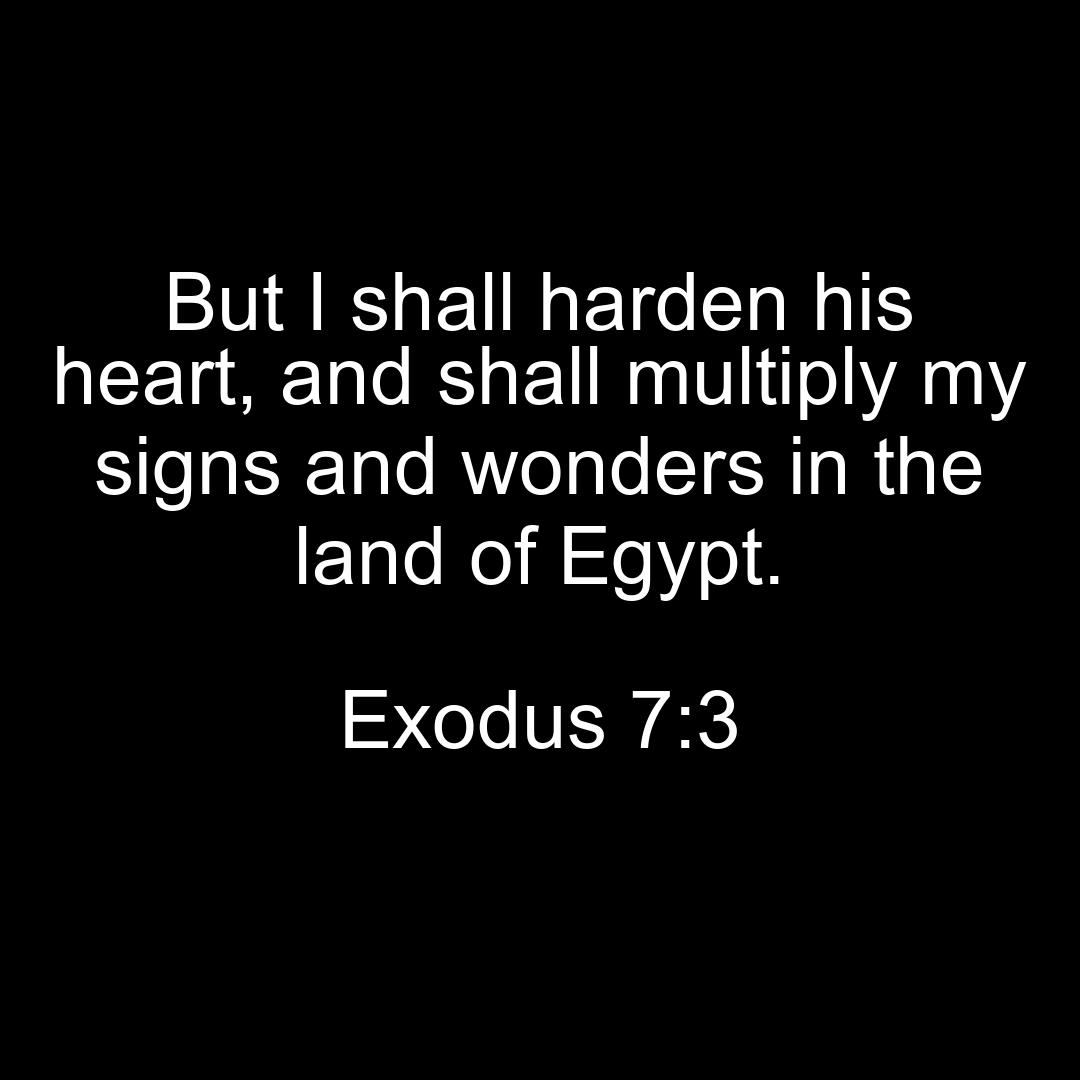 But I shall harden his
heart, and shall multiply my
signs and wonders in the
land of Egypt.
Exodus 7:3